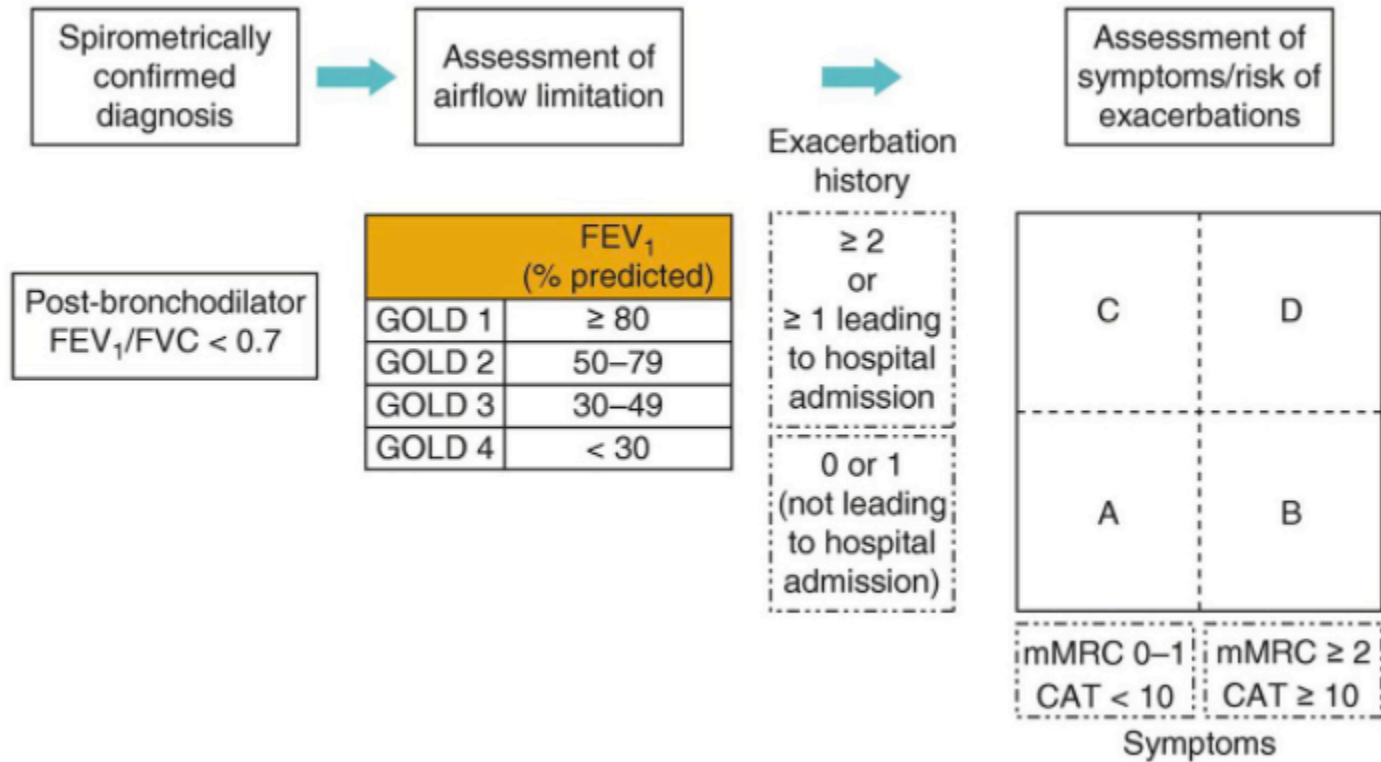 Spirometrically
confirmed
diagnosis
Assessment of
airflow limitation
Assessment of
symptoms/risk of
exacerbations
Post-bronchodilator
FEV₁/FVC < 0.7
FEV₁
(% predicted)
GOLD 1 ≥ 80
GOLD 2 50–79
GOLD 3 30–49
GOLD 4 < 30
Exacerbation
history
≥ 2
or
≥ 1 leading
to hospital
admission
0 or 1
(not leading
to hospital
admission)
C D
A B
mMRC 0–1
CAT < 10
mMRC ≥ 2
CAT ≥ 10
Symptoms